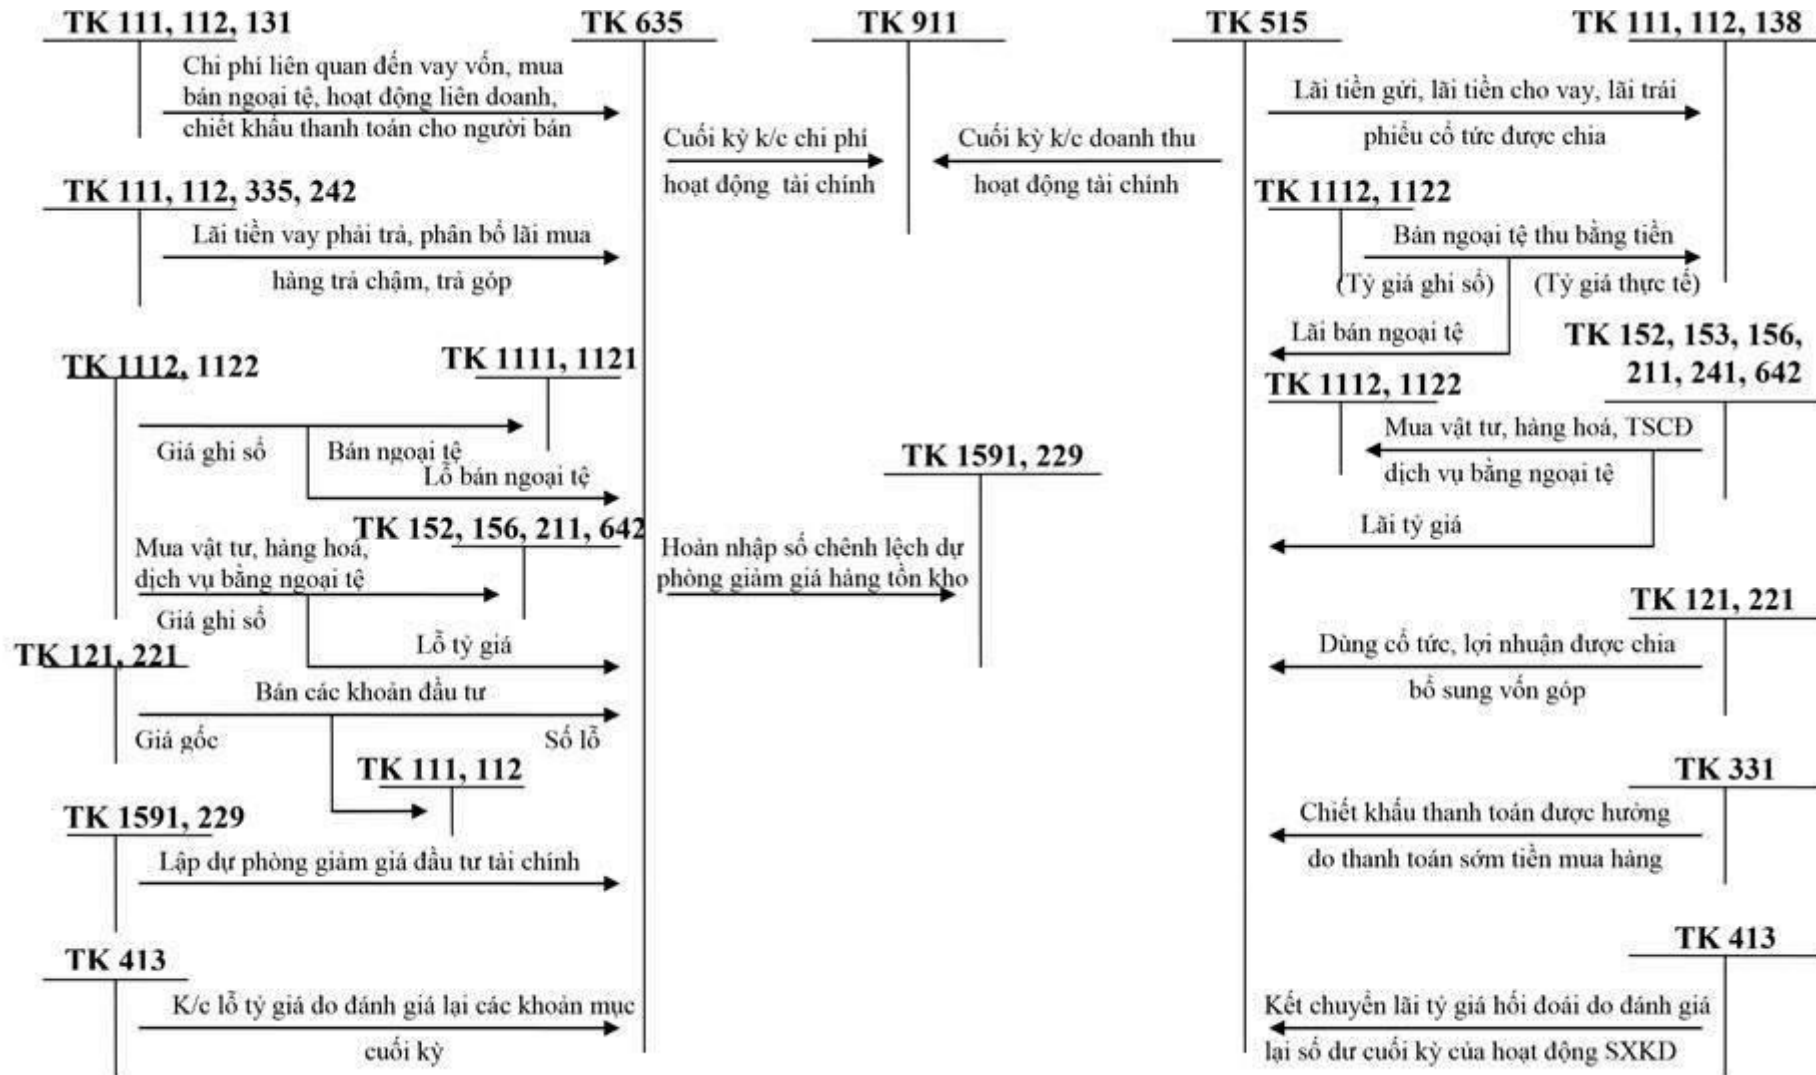 TK 111, 112, 131
TK 635
TK 911
TK 515
TK 111, 112, 138
Chi phí liên quan đến vay vốn, mua
bán ngoại tệ, hoạt động liên doanh,
chiết khấu thanh toán cho người bán
Cuối kỳ k/c chi phí
hoạt động tài chính
Cuối kỳ k/c doanh thu
hoạt động tài chính
Lãi tiền gửi, lãi tiền cho vay, lãi trái
phiếu cổ tức được chia
TK 111, 112, 335, 242
Lãi tiền vay phải trả, phân bổ lãi mua
hàng trả chậm, trả góp
TK 1112, 1122
Bán ngoại tệ thu bằng tiền
(Tỷ giá ghi sổ)
(Tỷ giá thực tế)
Lãi bán ngoại tệ
TK 1112, 1122
TK 1111, 1121
Giá ghi sổ
Bán ngoại tệ
Lỗ bán ngoại tệ
TK 152, 153, 156,
211, 241, 642
TK 1112, 1122
Mua vật tư, hàng hoá, TSCĐ
dịch vụ bằng ngoại tệ
Lãi tỷ giá
TK 152, 156, 211, 642
Mua vật tư, hàng hoá,
dịch vụ bằng ngoại tệ
Giá ghi sổ
Lỗ tỷ giá
TK 1591, 229
Hoàn nhập số chênh lệch dự
phòng giảm giá hàng tồn kho
TK 121, 221
Bán các khoản đầu tư
Giá gốc
Số lỗ
TK 111, 112
TK 121, 221
Dùng cổ tức, lợi nhuận được chia
bổ sung vốn góp
TK 1591, 229
Lập dự phòng giảm giá đầu tư tài chính
TK 331
Chiết khấu thanh toán được hưởng
do thanh toán sớm tiền mua hàng
TK 413
K/c lỗ tỷ giá do đánh giá lại các khoản mục
cuối kỳ
TK 413
Kết chuyển lãi tỷ giá hối đoái do đánh giá
lại số dư cuối kỳ của hoạt động SXKD